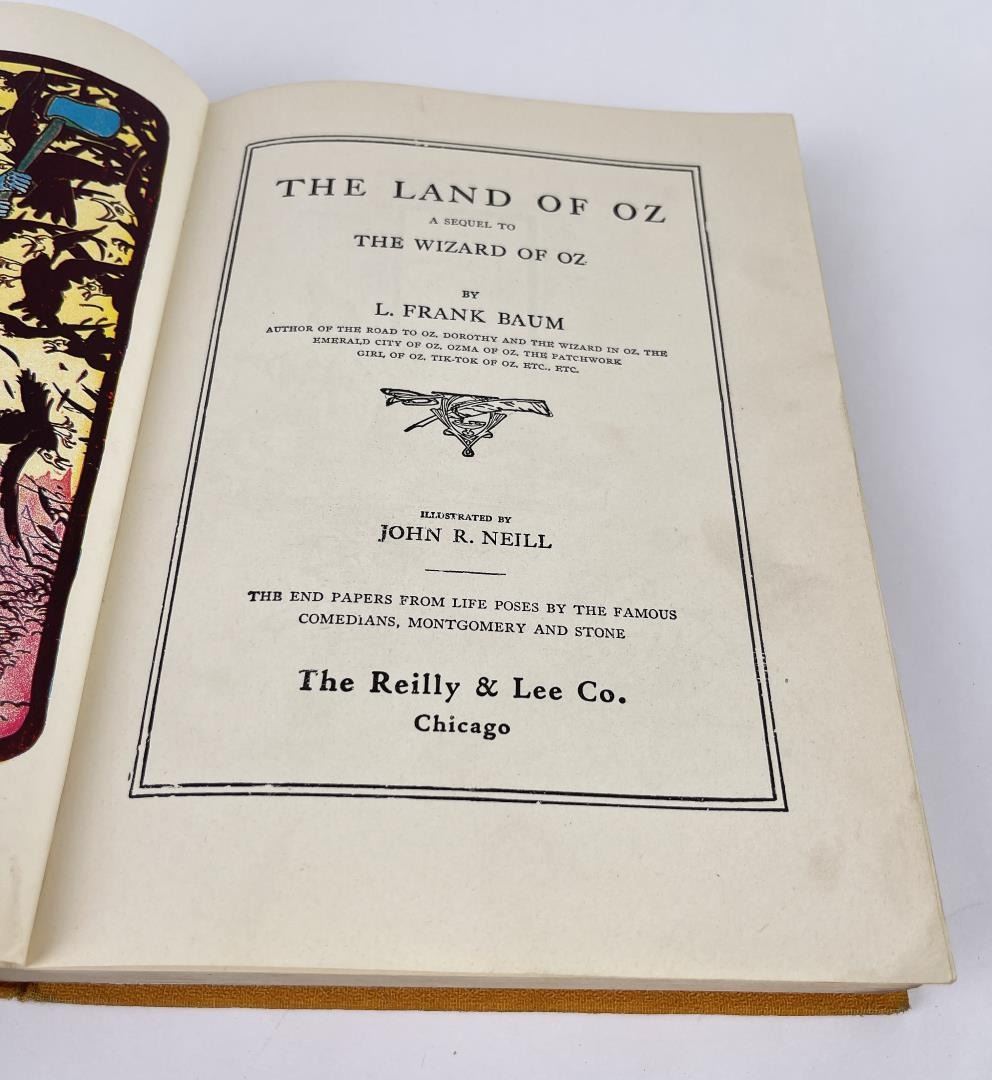 THE LAND OF OZ
A SEQUEL TO
THE WIZARD OF OZ
BY
L. FRANK BAUM
AUTHOR OF THE ROAD TO OZ, DOROTHY AND THE WIZARD IN OZ, THE
EMERALD CITY OF OZ, OZMA OF OZ, THE PATCHWORK
GIRL OF OZ, TIK-TOK OF OZ, ETC., ETC.
ILLUSTRATED BY
JOHN R. NEILL
THE END PAPERS FROM LIFE POSES BY THE FAMOUS
COMEDIANS, MONTGOMERY AND STONE
The Reilly & Lee Co.
Chicago